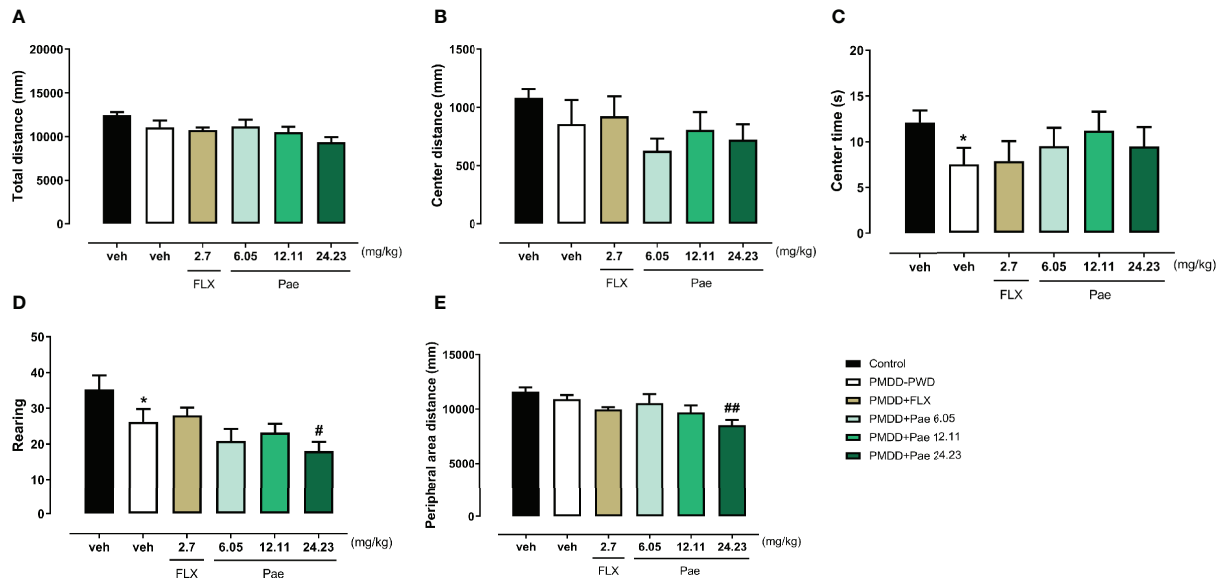 A
Total distance (mm)
20000
15000
10000
5000
0
veh veh 2.7 6.05 12.11 24.23 (mg/kg)
FLX Pae
B
Center distance (mm)
1500
1000
500
0
veh veh 2.7 6.05 12.11 24.23 (mg/kg)
FLX Pae
C
Center time (s)
20
15
10
5
0
*
veh veh 2.7 6.05 12.11 24.23 (mg/kg)
FLX Pae
D
Rearing
50
40
30
20
10
0
*
#
veh veh 2.7 6.05 12.11 24.23 (mg/kg)
FLX Pae
E
Peripheral area distance (mm)
15000
10000
5000
0
##
veh veh 2.7 6.05 12.11 24.23 (mg/kg)
FLX Pae
Control
PMDD-PWD
PMDD+FLX
PMDD+Pae 6.05
PMDD+Pae 12.11
PMDD+Pae 24.23